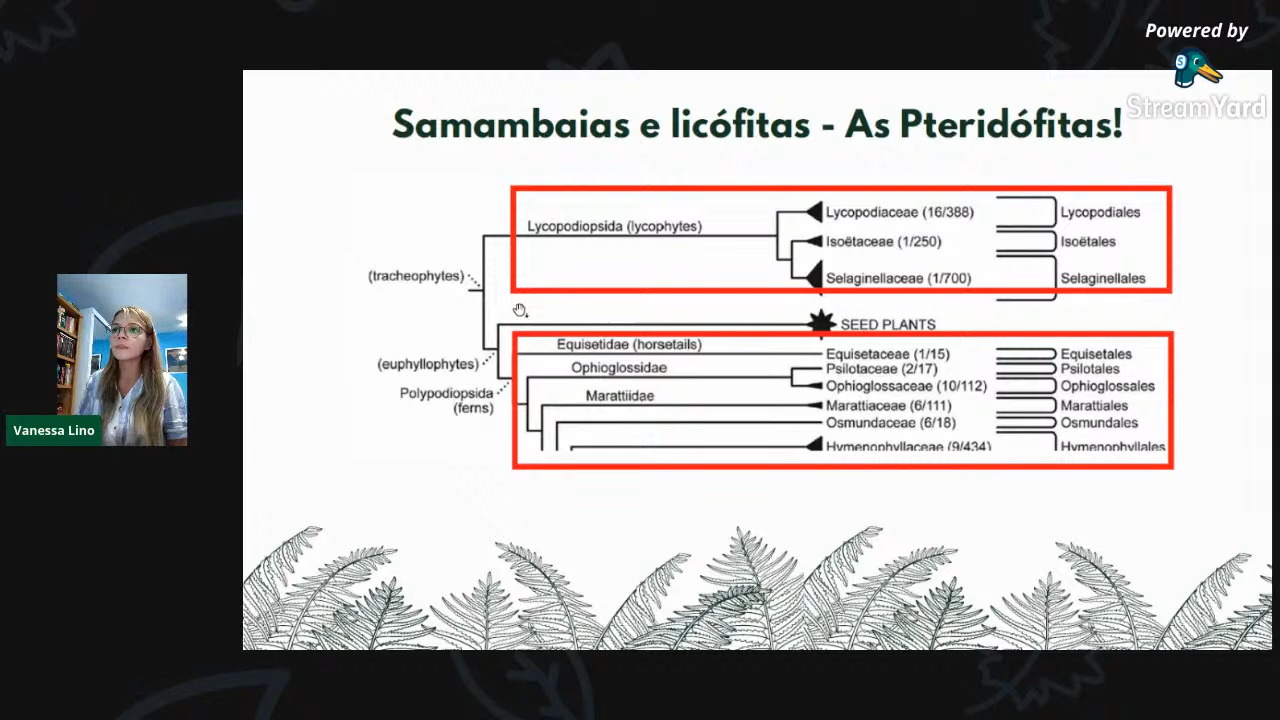 Powered by
StreamYard
Samambaias e licófitas - As Pteridófitas!
Lycopodiopsida (lycophytes)
Lycopodiaceae (16/388)
Lycopodiales
Isoëtaceae (1/250)
Isoëtales
(tracheophytes)
Selaginellaceae (1/700)
Selaginellales
SEED PLANTS
Equisetidae (horsetails)
Equisetaceae (1/15)
Equisetales
(euphyllophytes)
Ophioglossidae
Psilotaceae (2/17)
Psilotales
Ophioglossaceae (10/112)
Ophioglossales
Polypodiopsida
(ferns)
Marattiidae
Marattiaceae (6/111)
Marattiales
Osmundaceae (6/18)
Osmundales
Hymenophyllaceae (9/434)
Hymenophyllales
Vanessa Lino